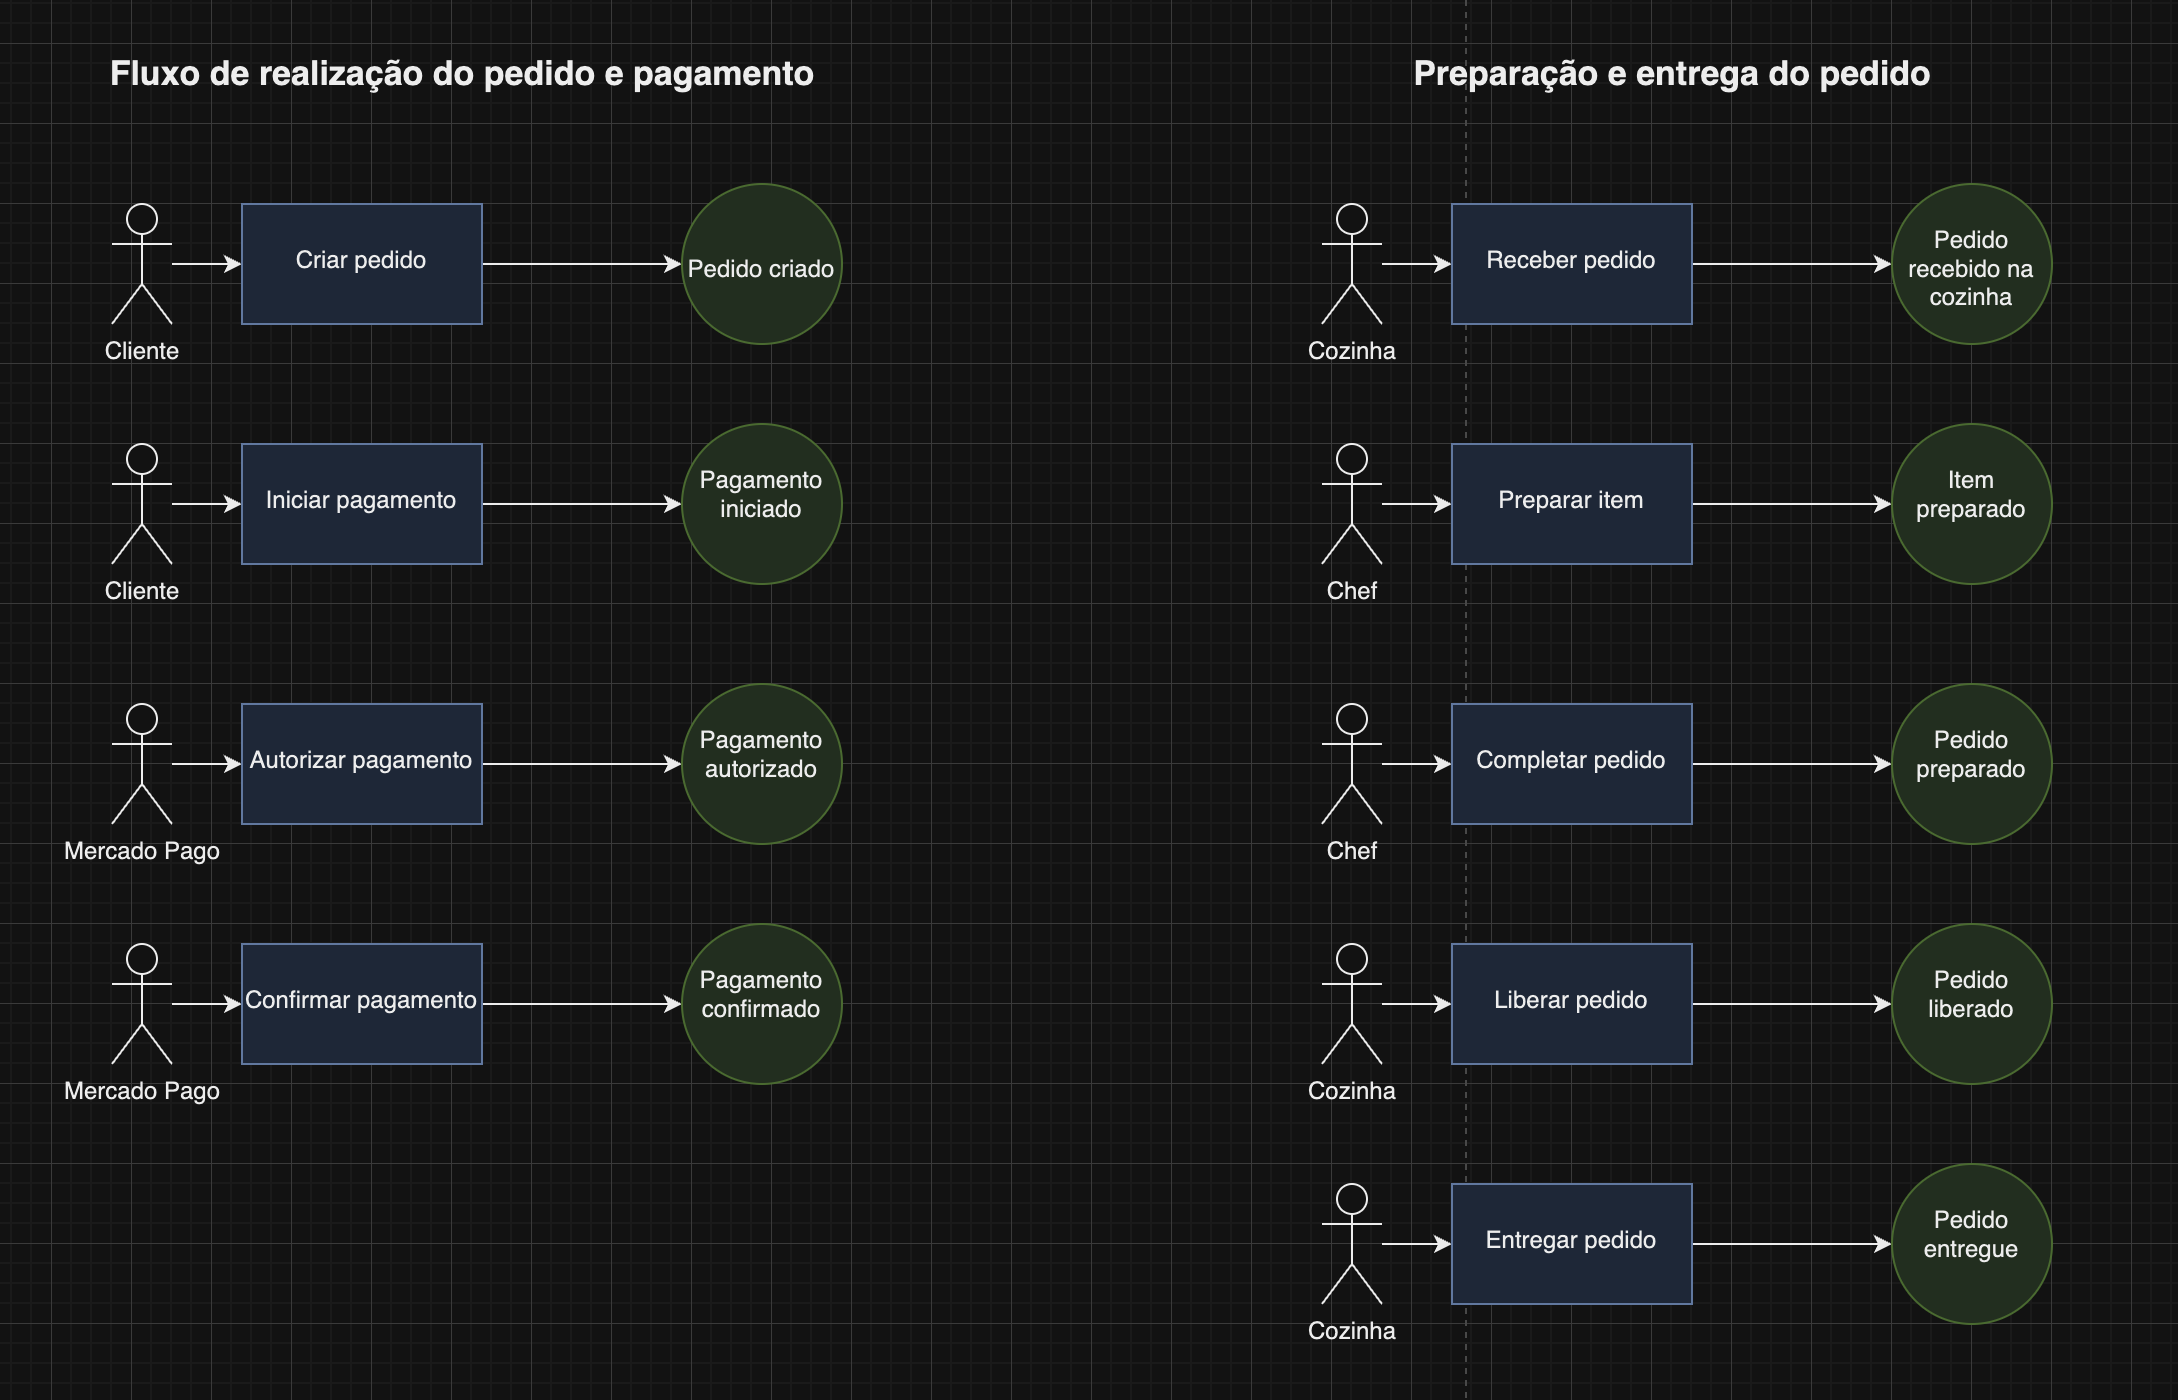 Fluxo de realização do pedido e pagamento
Criar pedido
Pedido criado
Cliente
Iniciar pagamento
Pagamento
iniciado
Cliente
Autorizar pagamento
Pagamento
autorizado
Mercado Pago
Confirmar pagamento
Pagamento
confirmado
Mercado Pago
Preparação e entrega do pedido
Receber pedido
Pedido
recebido na
cozinha
Cozinha
Preparar item
Item
preparado
Chef
Completar pedido
Pedido
preparado
Chef
Liberar pedido
Pedido
liberado
Cozinha
Entregar pedido
Pedido
entregue
Cozinha